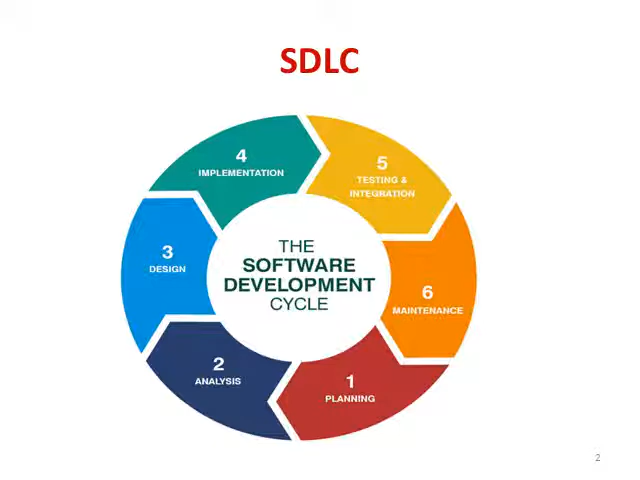 SDLC
4
IMPLEMENTATION
5
TESTING &
INTEGRATION
3
DESIGN
THE
SOFTWARE
DEVELOPMENT
CYCLE
6
MAINTENANCE
2
ANALYSIS
1
PLANNING
2